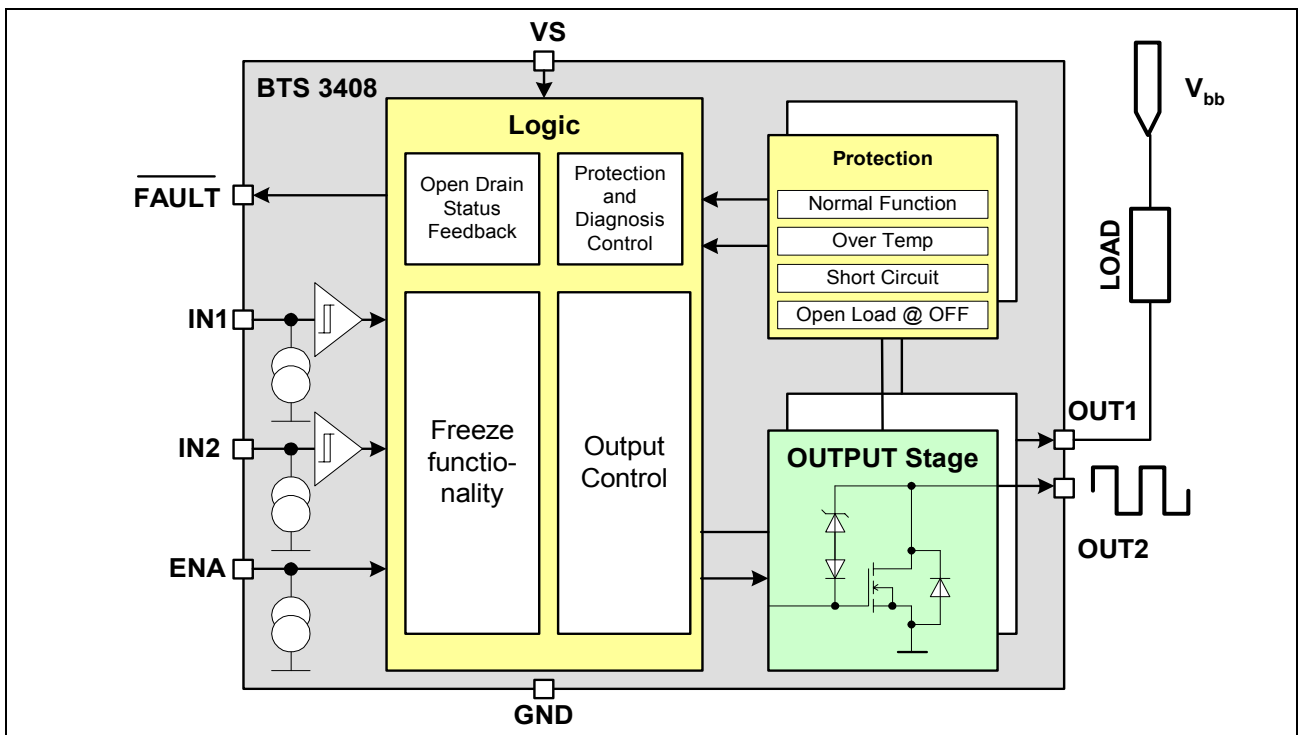 VS
BTS 3408
Logic
Open Drain
Status
Feedback
Protection
and
Diagnosis
Control
Freeze
functio-
nality
Output
Control
Protection
Normal Function
Over Temp
Short Circuit
Open Load @ OFF
OUTPUT Stage
FAULT
IN1
IN2
ENA
GND
Vbb
LOAD
OUT1
OUT2